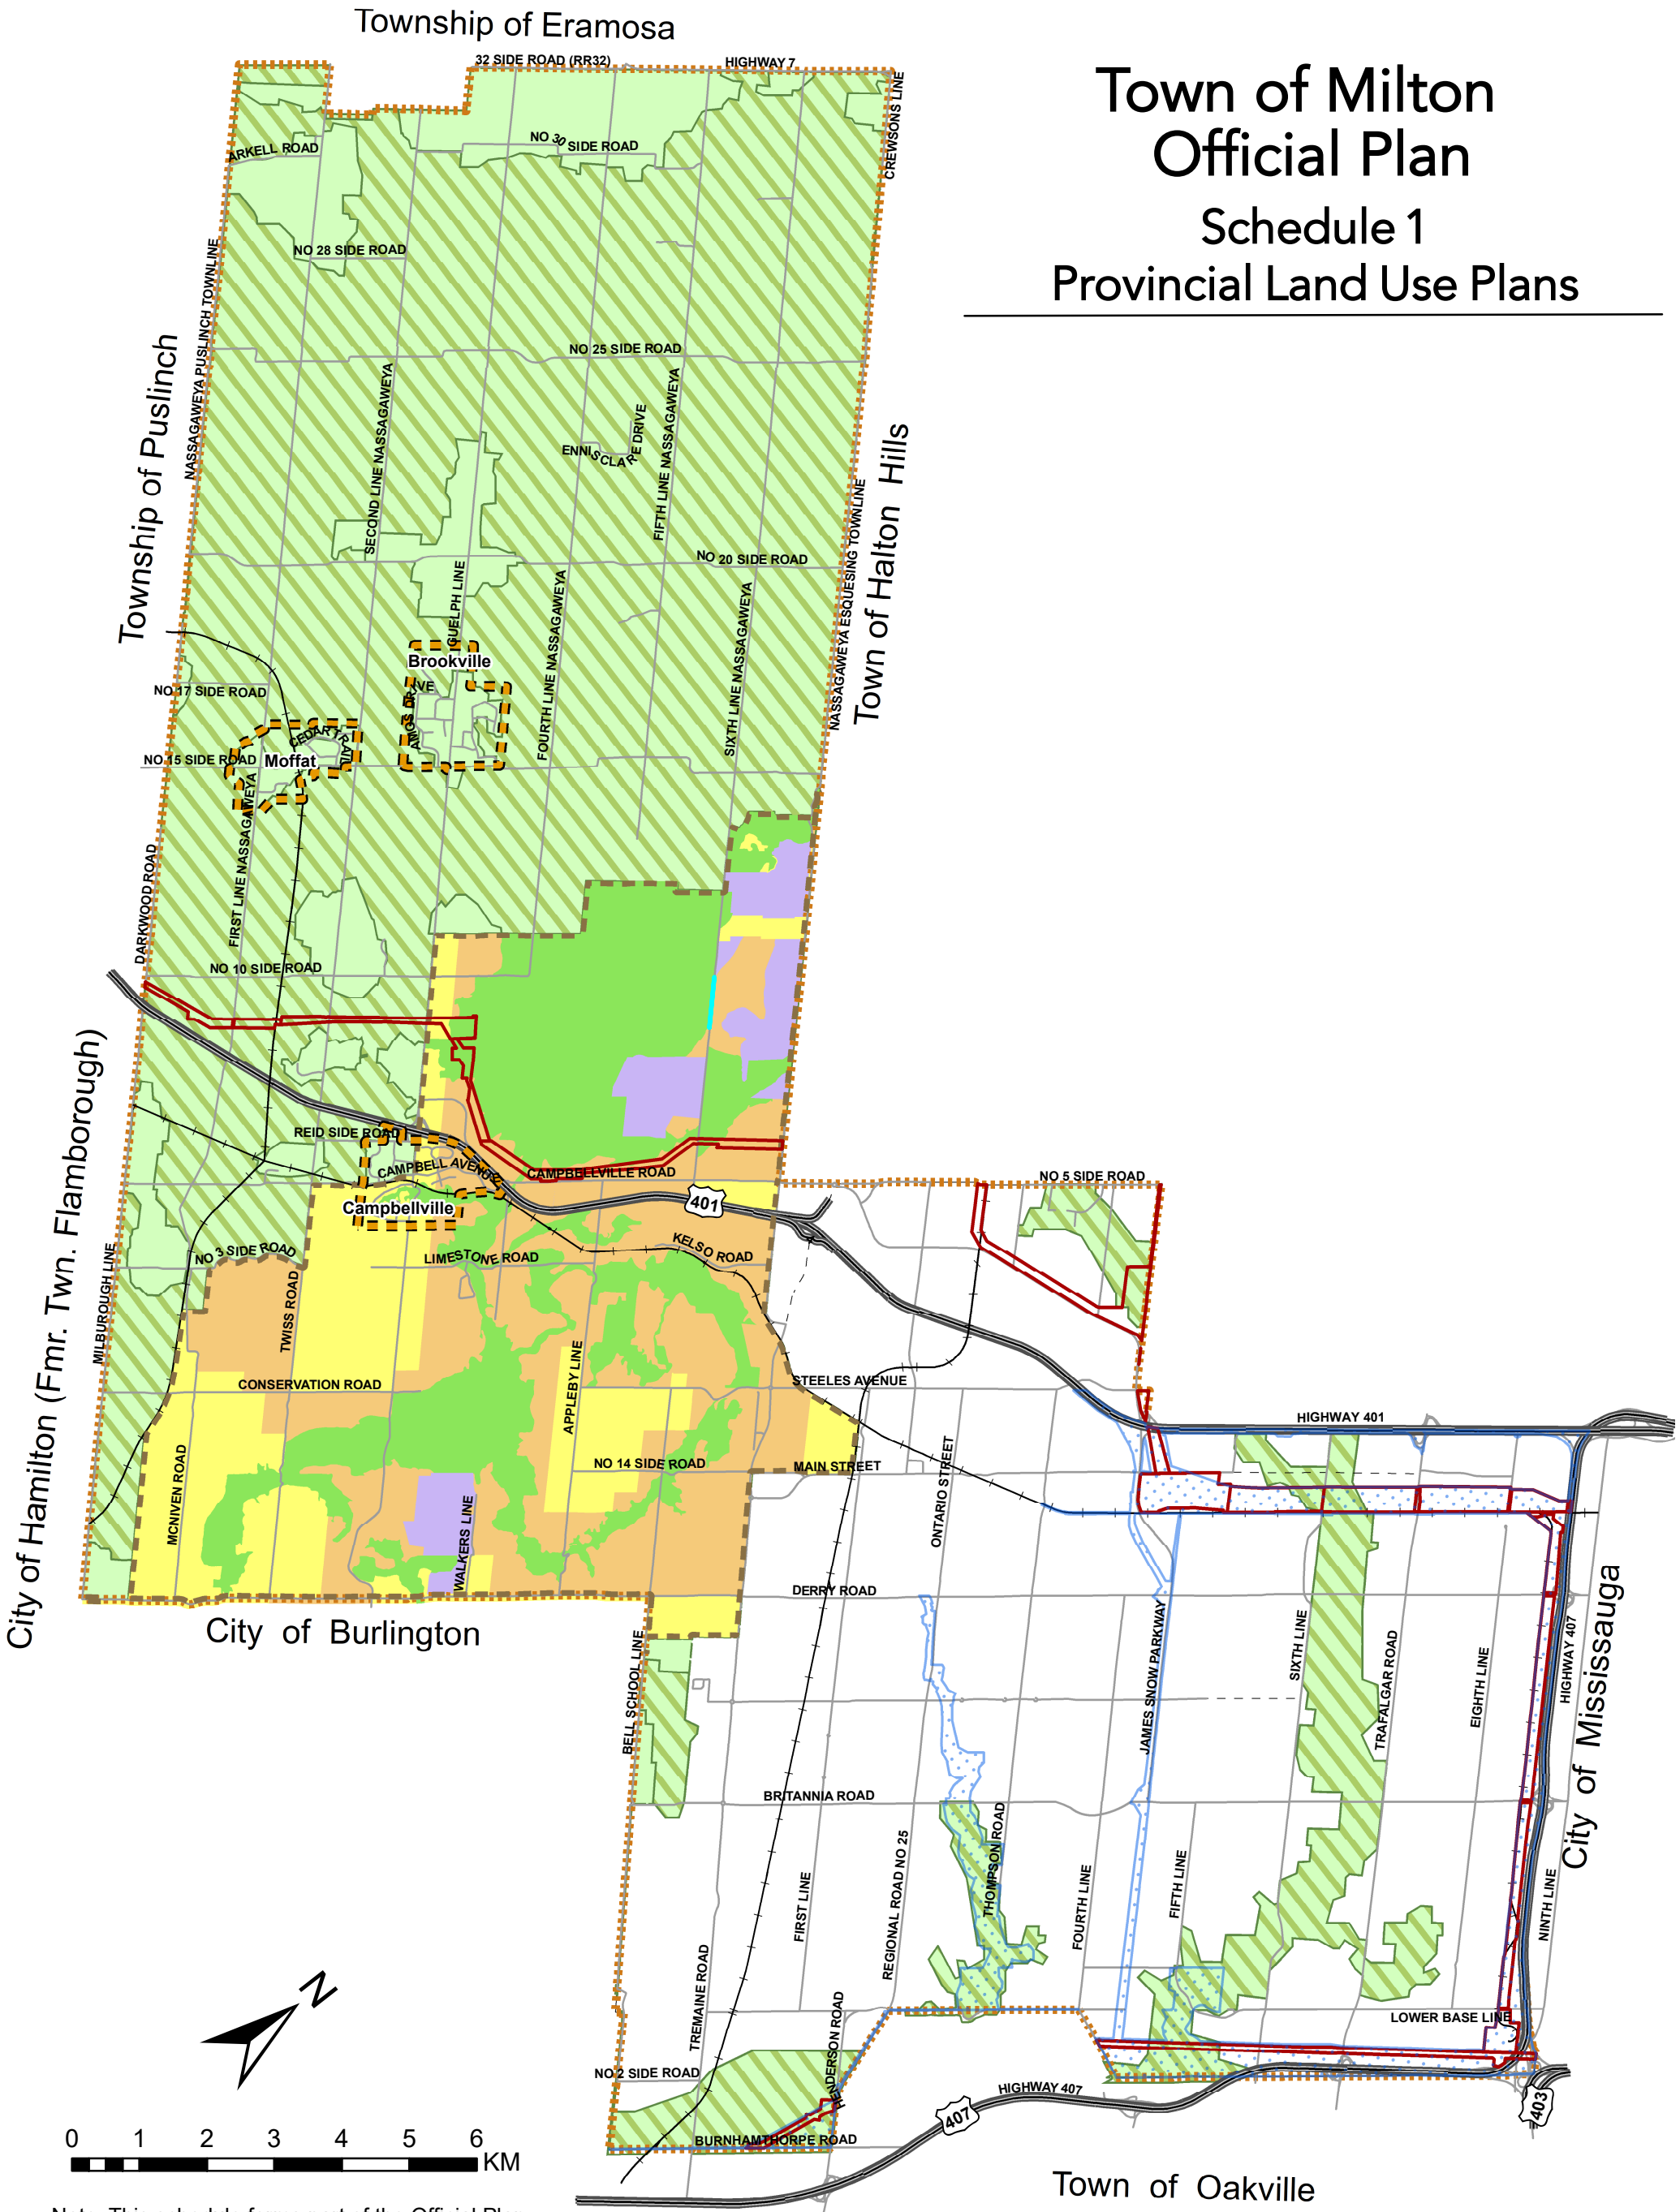 Township of Eramosa
Town of Milton
Official Plan
Schedule 1
Provincial Land Use Plans
32 SIDE ROAD (RR32)
HIGHWAY 7
CREWSONS LINE
NO 30 SIDE ROAD
ARKELL ROAD
NO 28 SIDE ROAD
NASSAGAWEYA PUSLINCH TOWNLINE
Township of Puslinch
NO 25 SIDE ROAD
SECOND LINE NASSAGAWEYA
ENNISCLARE DRIVE
FIFTH LINE NASSAGAWEYA
Town of Halton Hills
NASSAGAWEYA ESQUESING TOWNLINE
NO 20 SIDE ROAD
GUELPH LINE
FOURTH LINE NASSAGAWEYA
SIXTH LINE NASSAGAWEYA
Brookville
NO 17 SIDE ROAD
CEDAR TRAIL
NO 15 SIDE ROAD
Moffat
FIRST LINE NASSAGAWEYA
DARKWOOD ROAD
NO 10 SIDE ROAD
City of Hamilton (Fmr. Twn. Flamborough)
REID SIDE ROAD
CAMPBELL AVENUE
CAMPBELLVILLE ROAD
Campbellville
401
NO 5 SIDE ROAD
MILBUROUGH LINE
NO 3 SIDE ROAD
LIMESTONE ROAD
KELSO ROAD
TWISS ROAD
APPLEBY LINE
CONSERVATION ROAD
STEELES AVENUE
HIGHWAY 401
MCNIVEN ROAD
NO 14 SIDE ROAD
MAIN STREET
ONTARIO STREET
WALKERS LINE
DERRY ROAD
City of Burlington
BELL SCHOOL LINE
JAMES SNOW PARKWAY
SIXTH LINE
TRAFALGAR ROAD
EIGHTH LINE
HIGHWAY 407
City of Mississauga
BRITANNIA ROAD
FIRST LINE
REGIONAL ROAD NO 25
THOMPSON ROAD
FOURTH LINE
FIFTH LINE
NINTH LINE
TREMAINE ROAD
HENDERSON ROAD
LOWER BASE LINE
N
NO 2 SIDE ROAD
HIGHWAY 407
407
403
BURNHAMTHORPE ROAD
0 1 2 3 4 5 6
KM
Town of Oakville